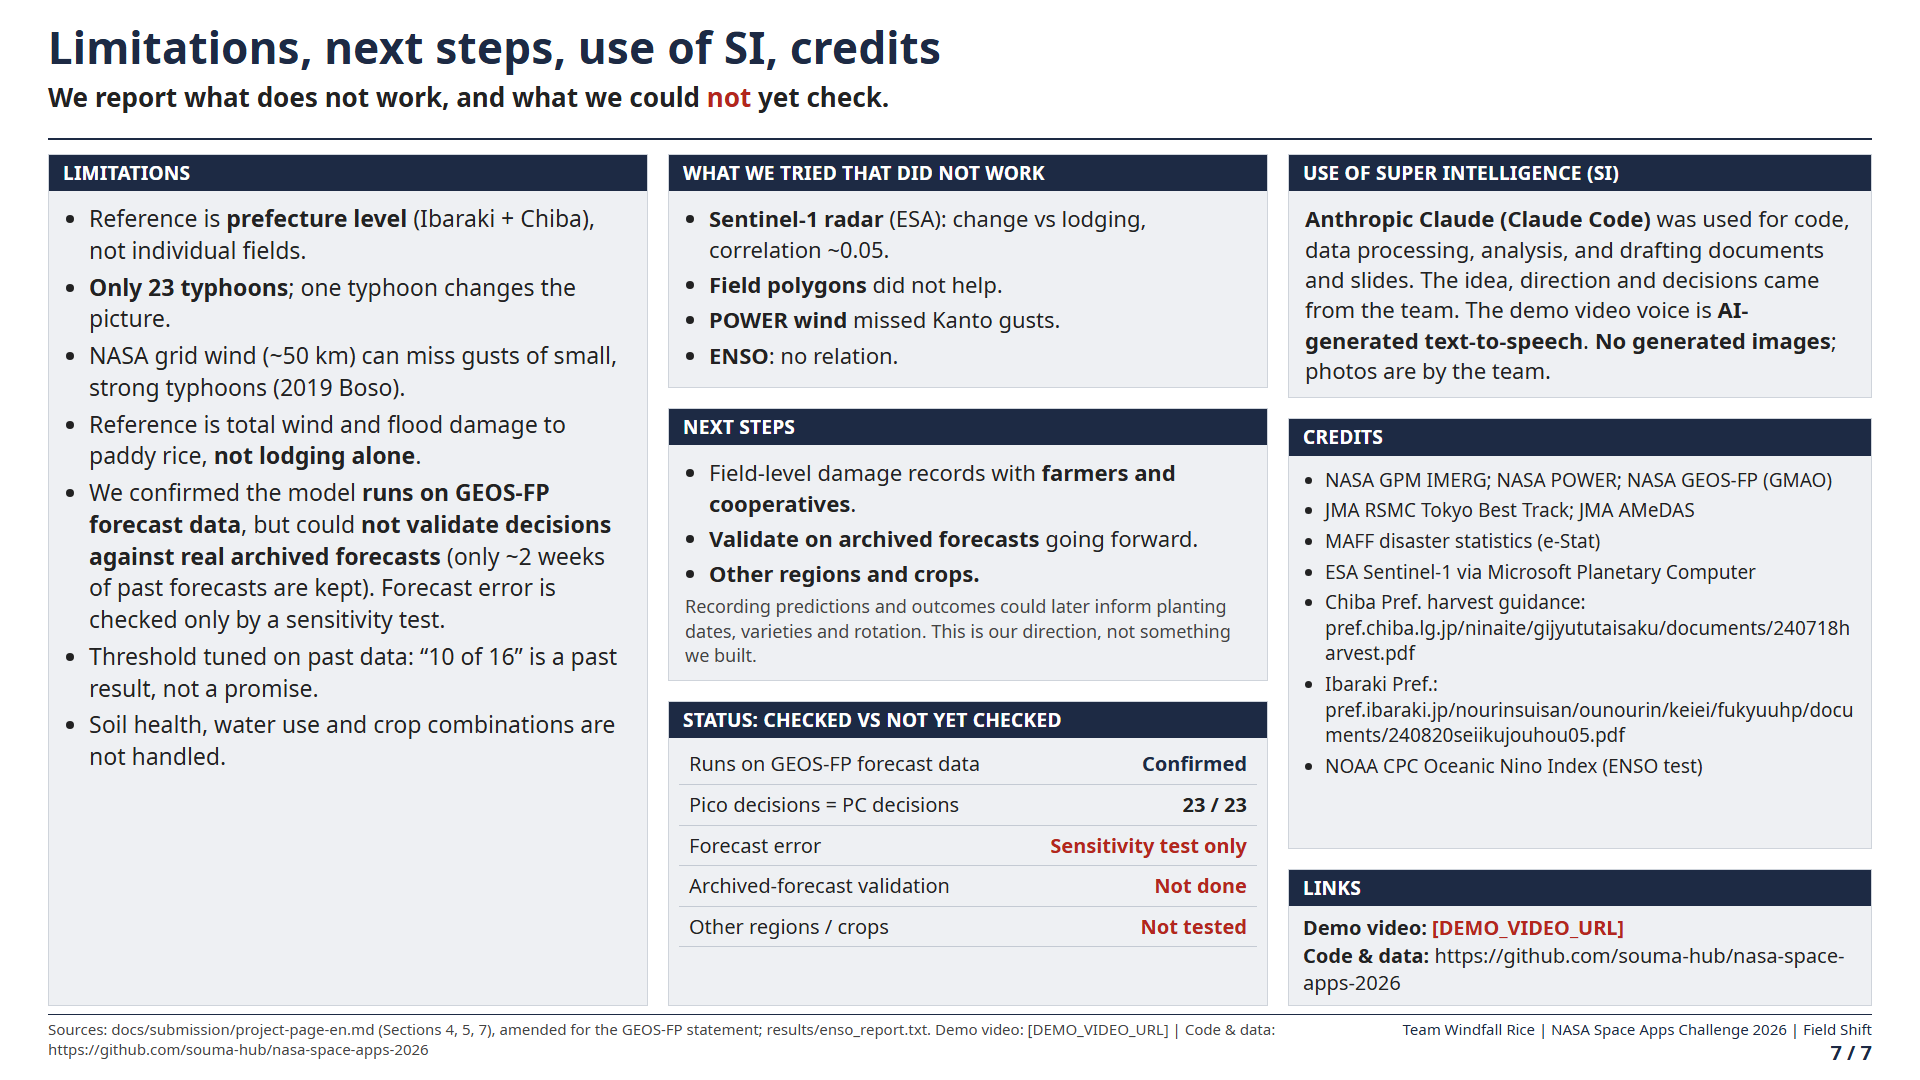 Limitations, next steps, use of SI, credits
We report what does not work, and what we could not yet check.
LIMITATIONS
• Reference is prefecture level (Ibaraki + Chiba),
not individual fields.
• Only 23 typhoons; one typhoon changes the
picture.
• NASA grid wind (~50 km) can miss gusts of small,
strong typhoons (2019 Boso).
• Reference is total wind and flood damage to
paddy rice, not lodging alone.
• We confirmed the model runs on GEOS-FP
forecast data, but could not validate decisions
against real archived forecasts (only ~2 weeks
of past forecasts are kept). Forecast error is
checked only by a sensitivity test.
• Threshold tuned on past data: “10 of 16” is a past
result, not a promise.
• Soil health, water use and crop combinations are
not handled.
WHAT WE TRIED THAT DID NOT WORK
• Sentinel-1 radar (ESA): change vs lodging,
correlation ~0.05.
• Field polygons did not help.
• POWER wind missed Kanto gusts.
• ENSO: no relation.
NEXT STEPS
• Field-level damage records with farmers and
cooperatives.
• Validate on archived forecasts going forward.
• Other regions and crops.
Recording predictions and outcomes could later inform planting
dates, varieties and rotation. This is our direction, not something
we built.
STATUS: CHECKED VS NOT YET CHECKED
Runs on GEOS-FP forecast data Confirmed
Pico decisions = PC decisions 23 / 23
Forecast error Sensitivity test only
Archived-forecast validation Not done
Other regions / crops Not tested
USE OF SUPER INTELLIGENCE (SI)
Anthropic Claude (Claude Code) was used for code,
data processing, analysis, and drafting documents
and slides. The idea, direction and decisions came
from the team. The demo video voice is AI-
generated text-to-speech. No generated images;
photos are by the team.
CREDITS
• NASA GPM IMERG; NASA POWER; NASA GEOS-FP (GMAO)
• JMA RSMC Tokyo Best Track; JMA AMeDAS
• MAFF disaster statistics (e-Stat)
• ESA Sentinel-1 via Microsoft Planetary Computer
• Chiba Pref. harvest guidance:
pref.chiba.lg.jp/ninaite/gijyututaisaku/documents/240718h
arvest.pdf
• Ibaraki Pref.:
pref.ibaraki.jp/nourinsuisan/ounourin/keiei/fukyuuhp/docu
ments/240820seiikujouhou05.pdf
• NOAA CPC Oceanic Nino Index (ENSO test)
LINKS
Demo video: [DEMO_VIDEO_URL]
Code & data: https://github.com/souma-hub/nasa-space-
apps-2026
Sources: docs/submission/project-page-en.md (Sections 4, 5, 7), amended for the GEOS-FP statement; results/enso_report.txt. Demo video: [DEMO_VIDEO_URL] | Code & data:
https://github.com/souma-hub/nasa-space-apps-2026
Team Windfall Rice | NASA Space Apps Challenge 2026 | Field Shift
7 / 7